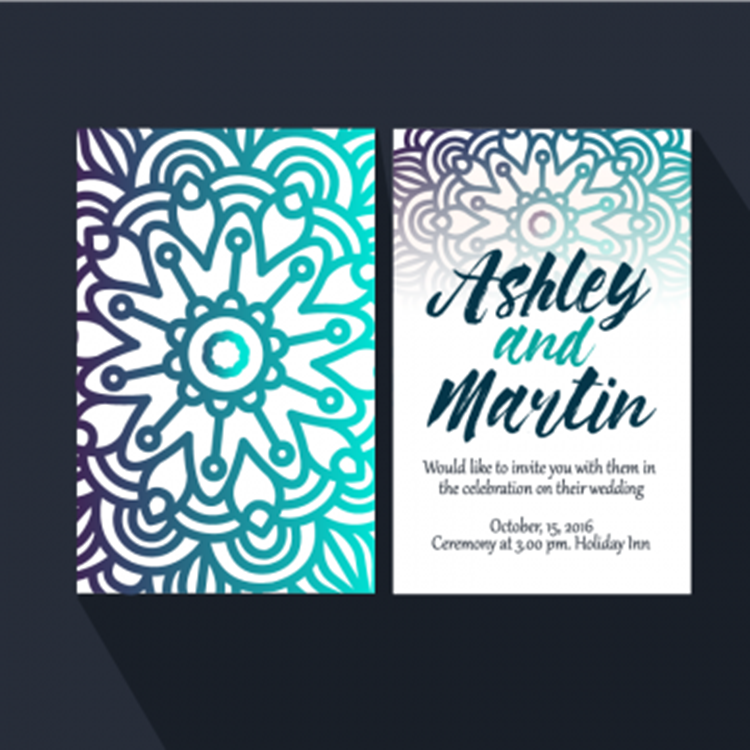 Ashley
and
Martin
Would like to invite you with them in
the celebration on their wedding
October, 15, 2016
Ceremony at 3.00 pm. Holiday Inn